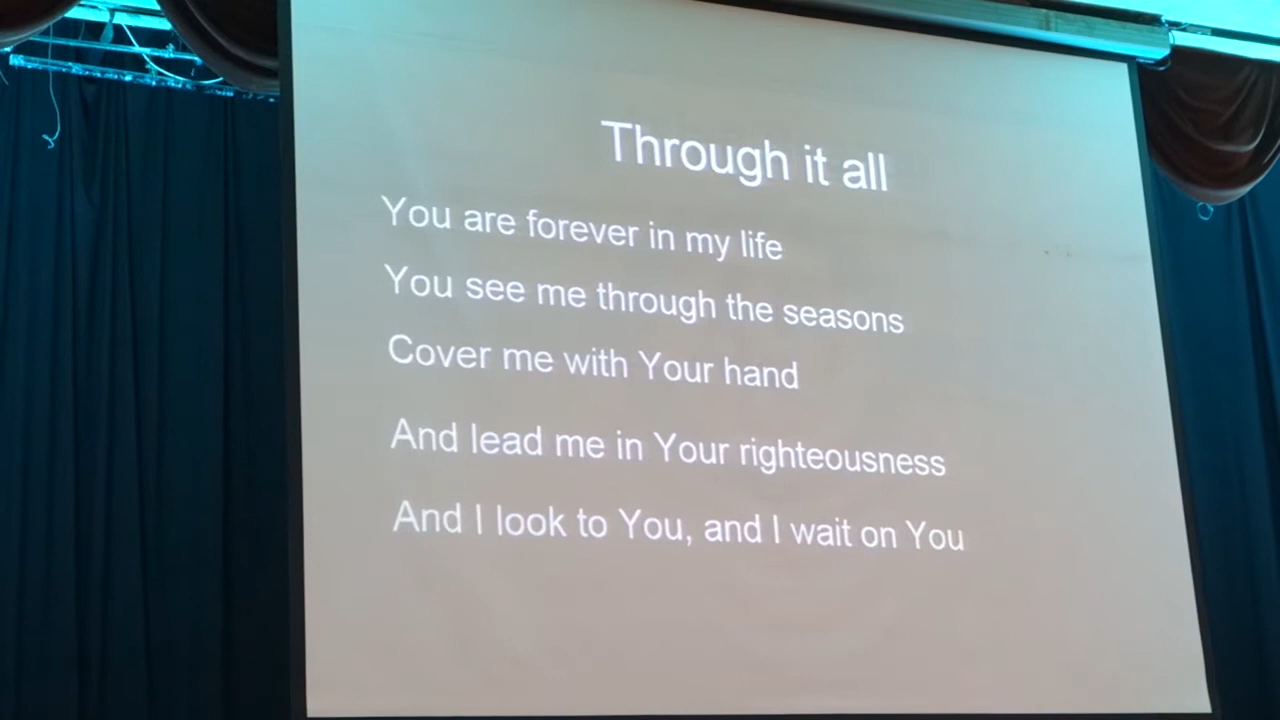 Through it all
You are forever in my life
You see me through the seasons
Cover me with Your hand
And lead me in Your righteousness
And I look to You, and I wait on You